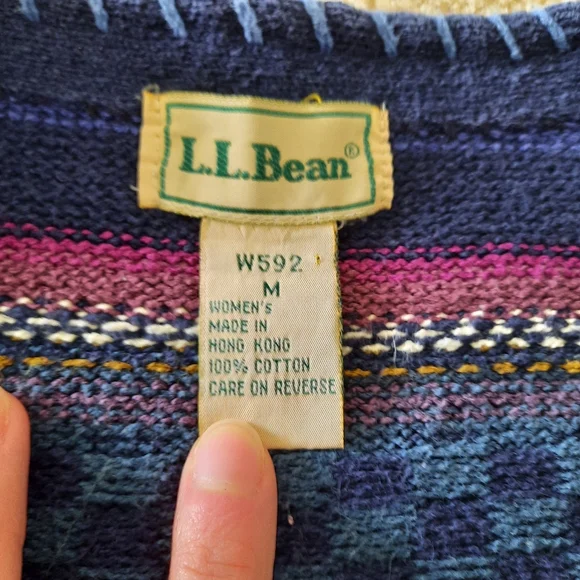 L.L.Bean®
W592
M
WOMEN'S
MADE IN
HONG KONG
100% COTTON
CARE ON REVERSE